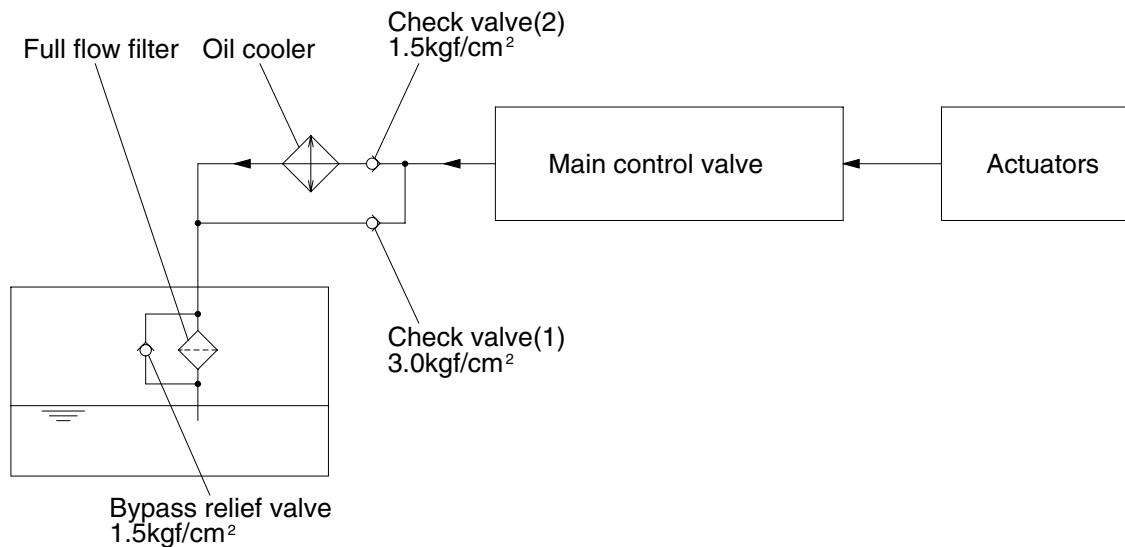 Check valve(2)
1.5kgf/cm²
Full flow filter
Oil cooler
Main control valve
Actuators
Check valve(1)
3.0kgf/cm²
Bypass relief valve
1.5kgf/cm²